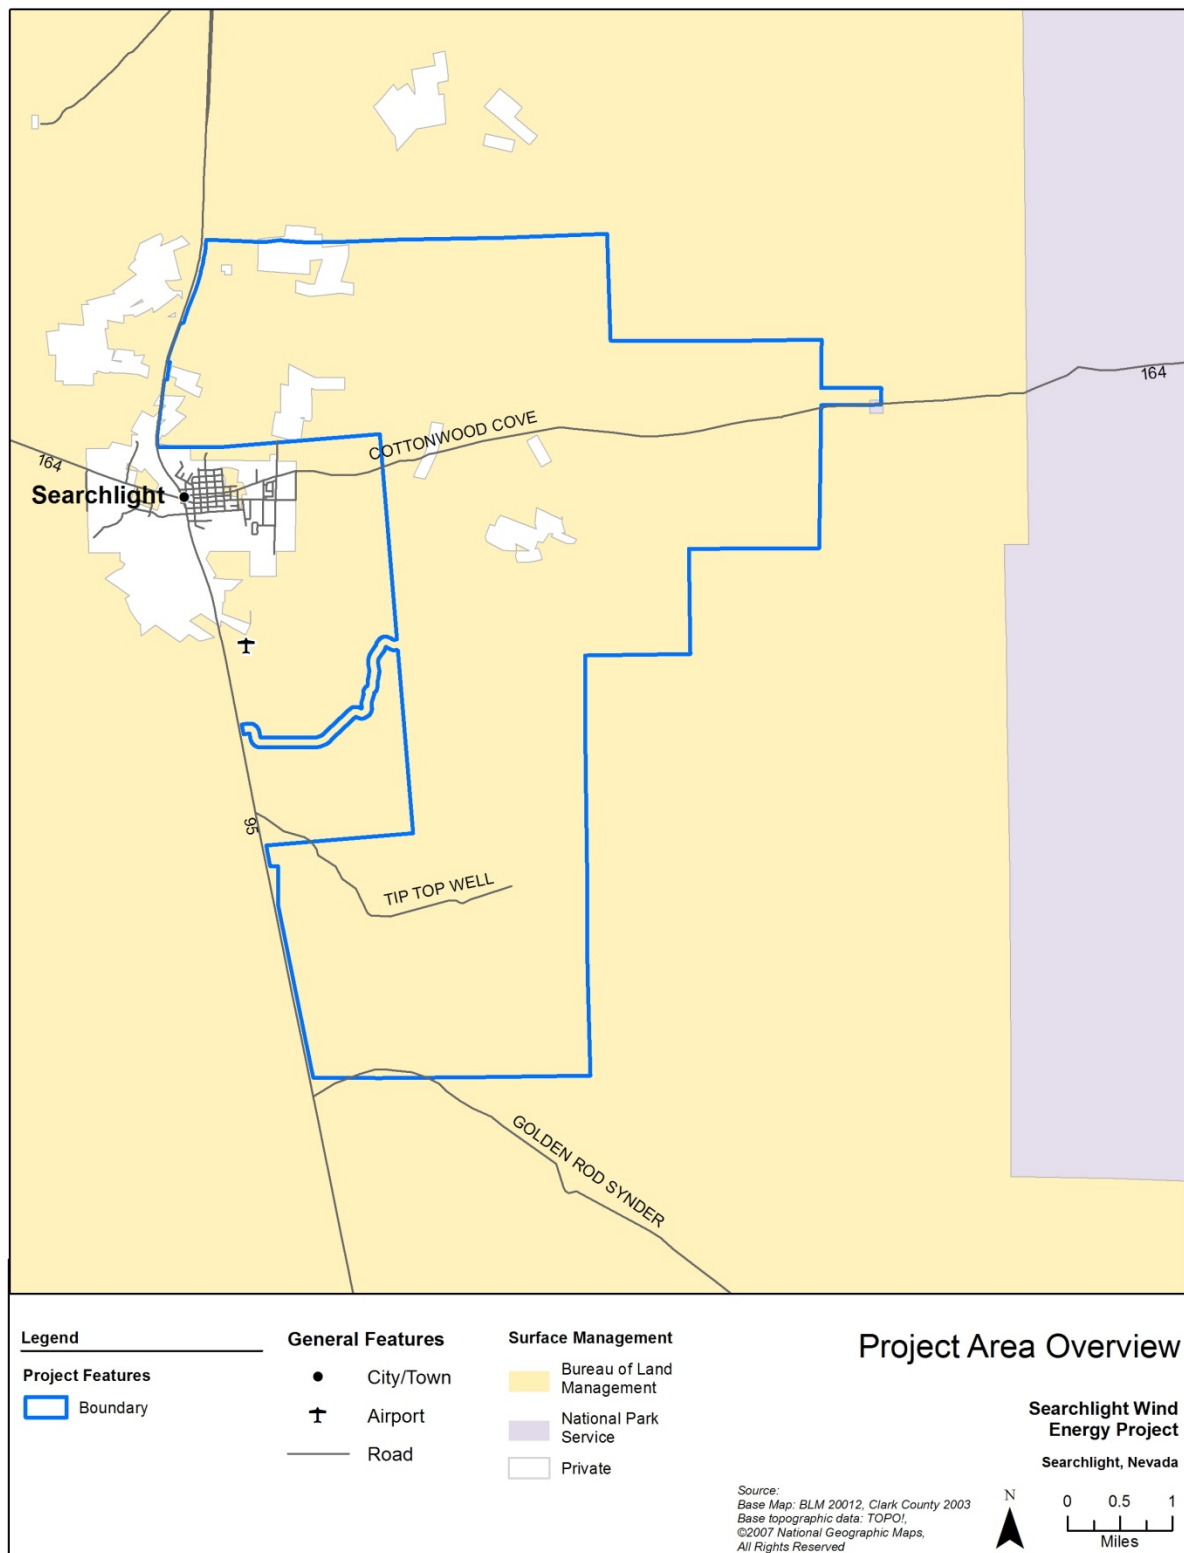 164
COTTONWOOD COVE
164
Searchlight
95
TIP TOP WELL
GOLDEN ROD SYNDER
Legend
Project Features
Boundary
General Features
City/Town
Airport
Road
Surface Management
Bureau of Land
Management
National Park
Service
Private
Project Area Overview
Searchlight Wind
Energy Project
Searchlight, Nevada
Source:
Base Map: BLM 20012, Clark County 2003
Base topographic data: TOPO!,
©2007 National Geographic Maps,
All Rights Reserved
N
0 0.5 1
Miles